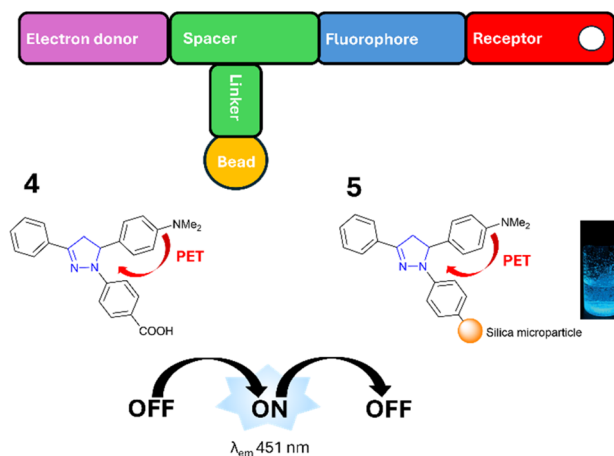 Electron donor
Spacer
Fluorophore
Receptor
Linker
Bead
4
NMe₂
PET
N
N
COOH
5
NMe₂
PET
N
N
Silica microparticle
OFF
ON
OFF
λem 451 nm